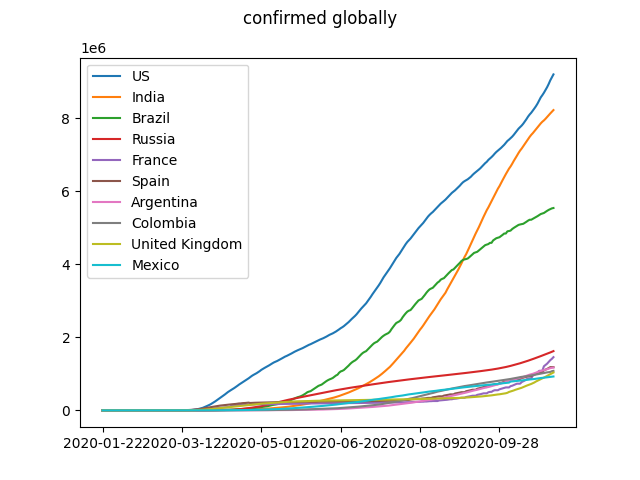 confirmed globally
1e6
US
India
Brazil
Russia
France
Spain
Argentina
Colombia
United Kingdom
Mexico
8
6
4
2
0
2020-01-22 2020-03-12 2020-05-01 2020-06-20 2020-08-09 2020-09-28